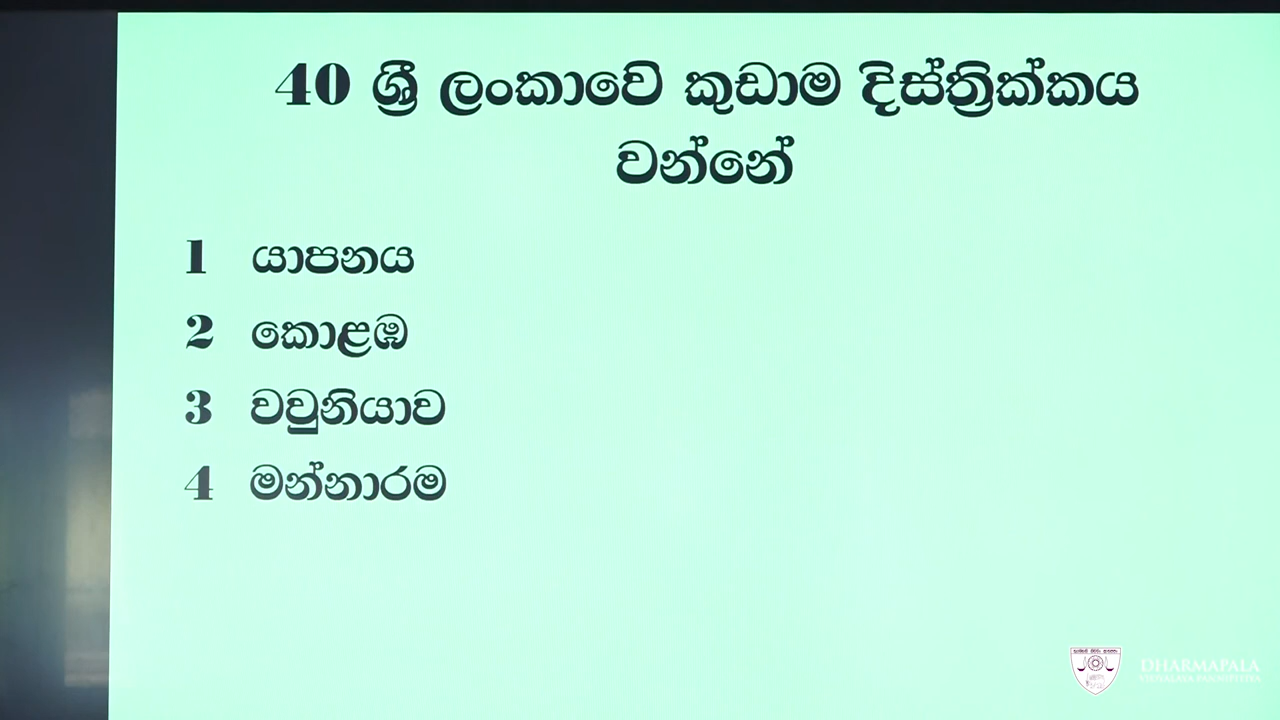 40 ශ්‍රී ලංකාවේ කුඩාම දිස්ත්‍රික්කය
වන්නේ
1 යාපනය
2 කොළඹ
3 වවුනියාව
4 මන්නාරම
DHARMAPALA